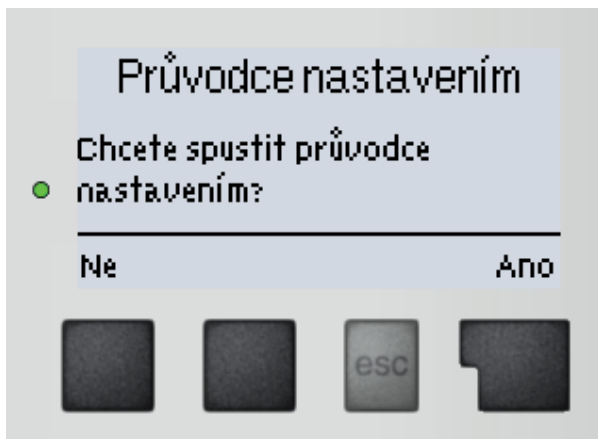 Průvodce nastavením
Chcete spustit průvodce
nastavením?
Ne Ano
esc